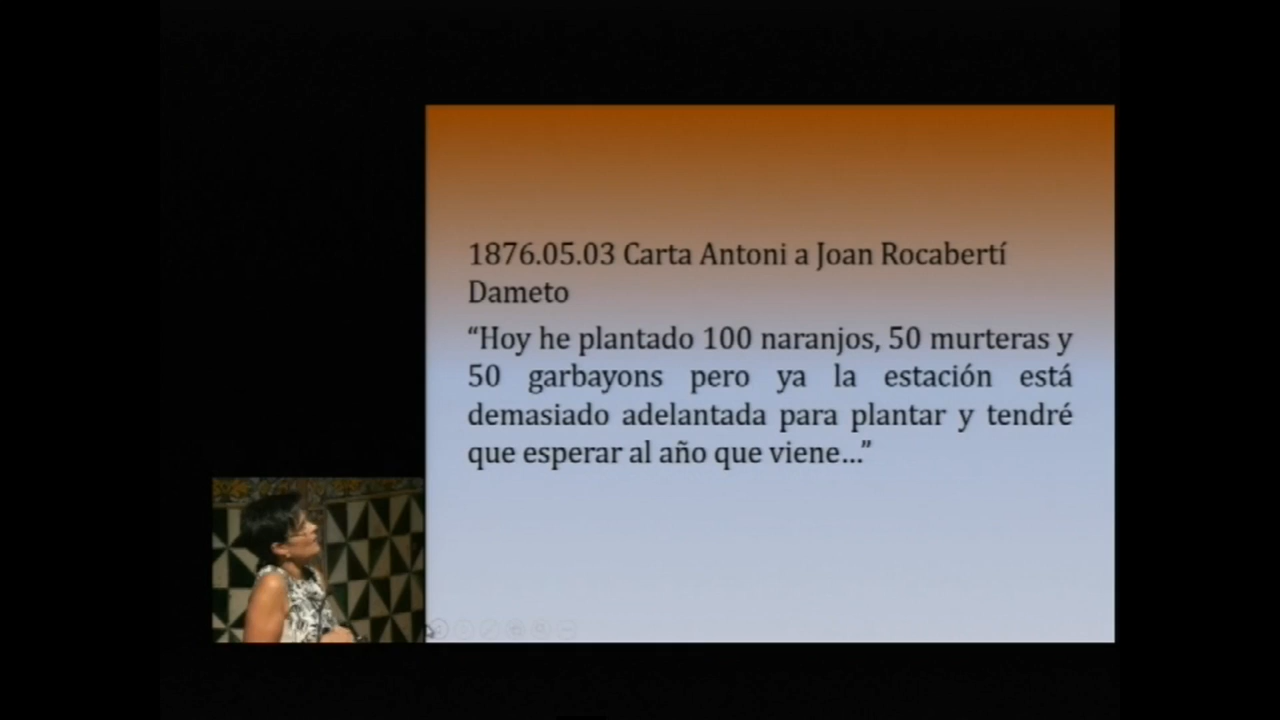 1876.05.03 Carta Antoni a Joan Rocabertí
Dameto
“Hoy he plantado 100 naranjos, 50 murteras y
50 garbayons pero ya la estación está
demasiado adelantada para plantar y tendré
que esperar al año que viene…”